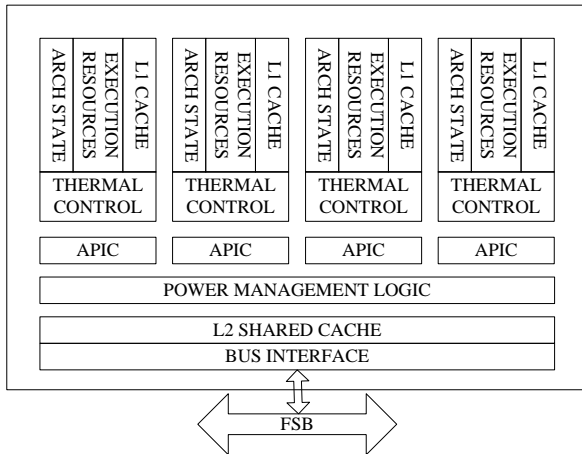 ARCH STATE
EXECUTION
RESOURCES
L1 CACHE
THERMAL
CONTROL
ARCH STATE
EXECUTION
RESOURCES
L1 CACHE
THERMAL
CONTROL
ARCH STATE
EXECUTION
RESOURCES
L1 CACHE
THERMAL
CONTROL
ARCH STATE
EXECUTION
RESOURCES
L1 CACHE
THERMAL
CONTROL
APIC
APIC
APIC
APIC
POWER MANAGEMENT LOGIC
L2 SHARED CACHE
BUS INTERFACE
FSB